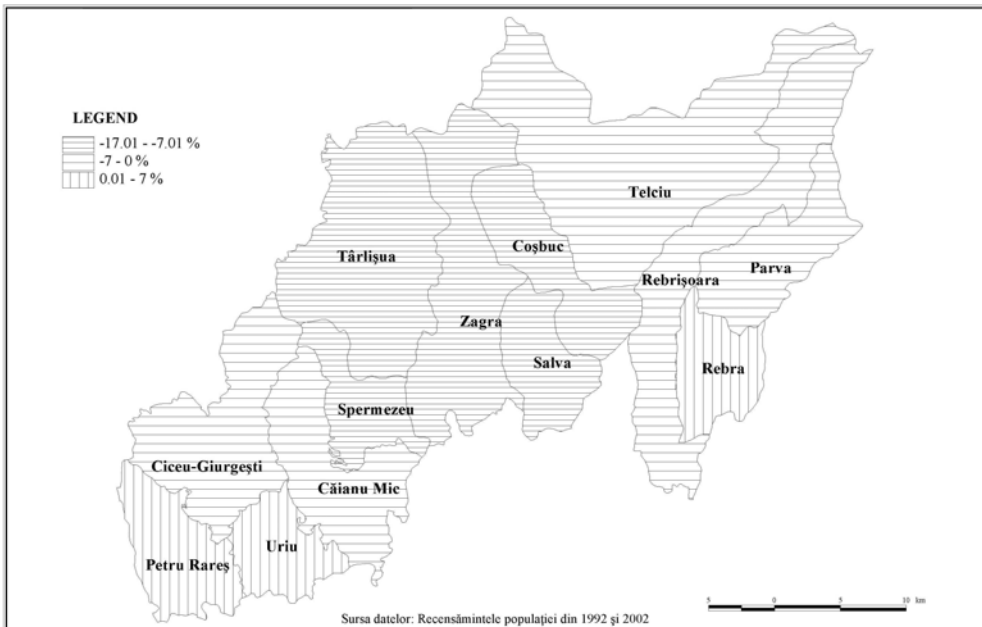 LEGEND
-17.01 - -7.01 %
-7 - 0 %
0.01 - 7 %
Telciu
Coşbuc
Târlişua
Parva
Rebrişoara
Zagra
Salva
Rebra
Spermezeu
Ciceu-Giurgeşti
Căianu Mic
Uriu
Petru Rareş
5 0 5 10 km
Sursa datelor: Recensămintele populaţiei din 1992 şi 2002